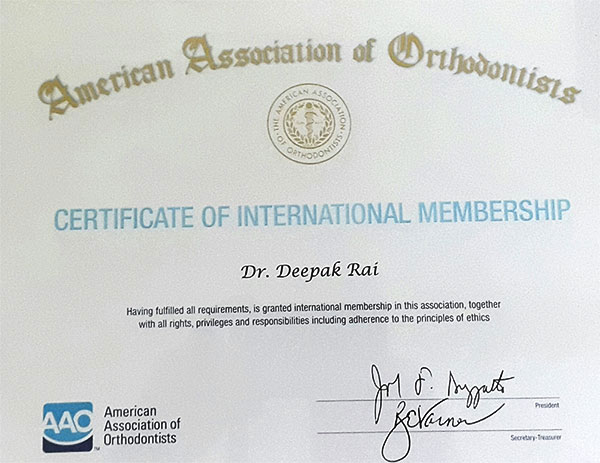 American Association of Orthodontists
THE AMERICAN ASSOCIATION OF ORTHODONTISTS
CERTIFICATE OF INTERNATIONAL MEMBERSHIP
Dr. Deepak Rai
Having fulfilled all requirements, is granted international membership in this association, together
with all rights, privileges and responsibilities including adherence to the principles of ethics
President
Secretary-Treasurer
AAO
TM
American
Association of
Orthodontists